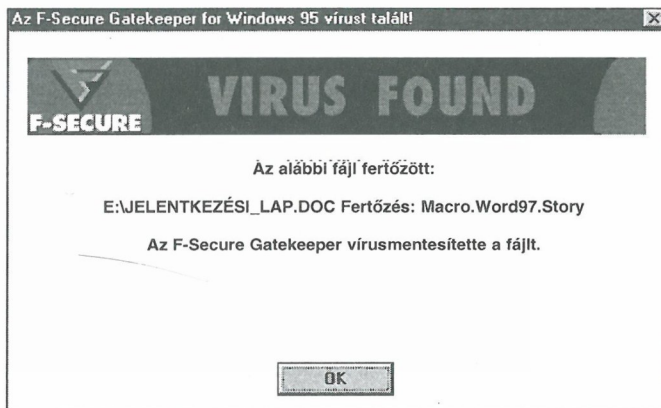 Az F-Secure Gatekeeper for Windows 95 vírust talált!
F-SECURE
VIRUS FOUND
Az alábbi fájl fertőzött:
E:\JELENTKEZÉSI_LAP.DOC Fertőzés: Macro.Word97.Story
Az F-Secure Gatekeeper vírusmentesítette a fájlt.
OK